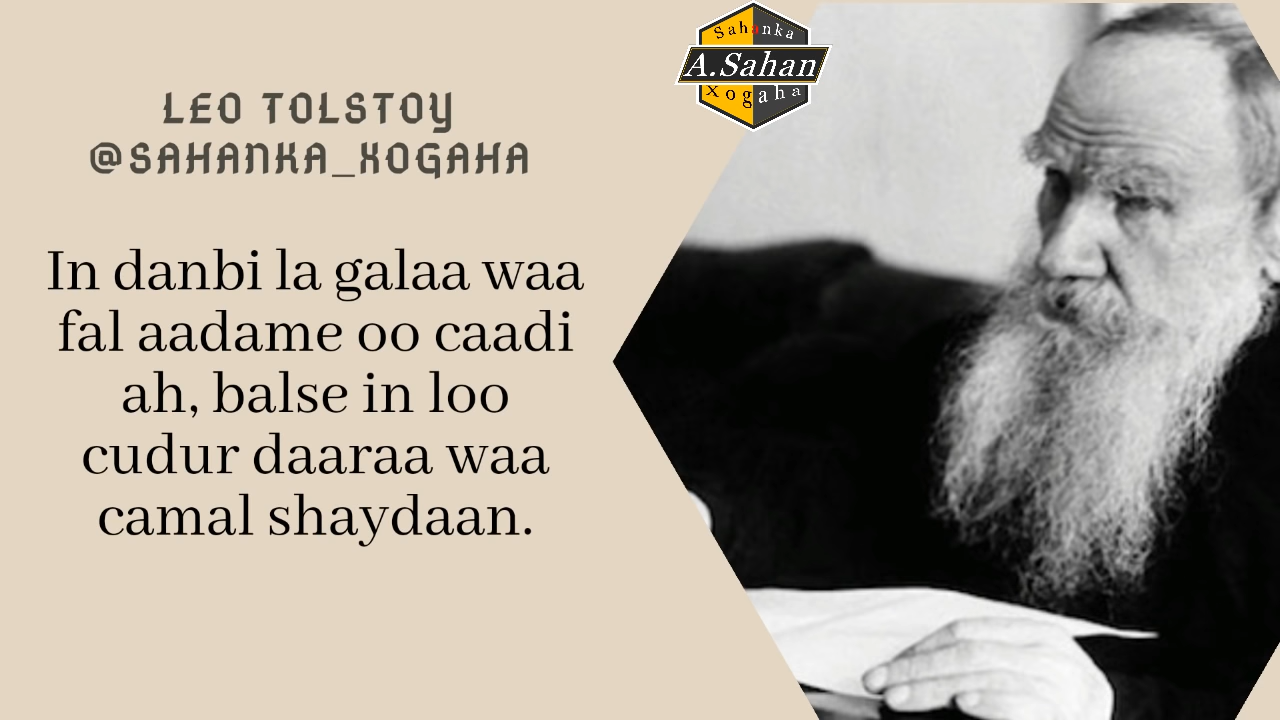 Sahanka
A.Sahan
Xogaha
LEO TOLSTOY
@SAHANKA_XOGAHA
In danbi la galaa waa
fal aadame oo caadi
ah, balse in loo
cudur daaraa waa
camal shaydaan.